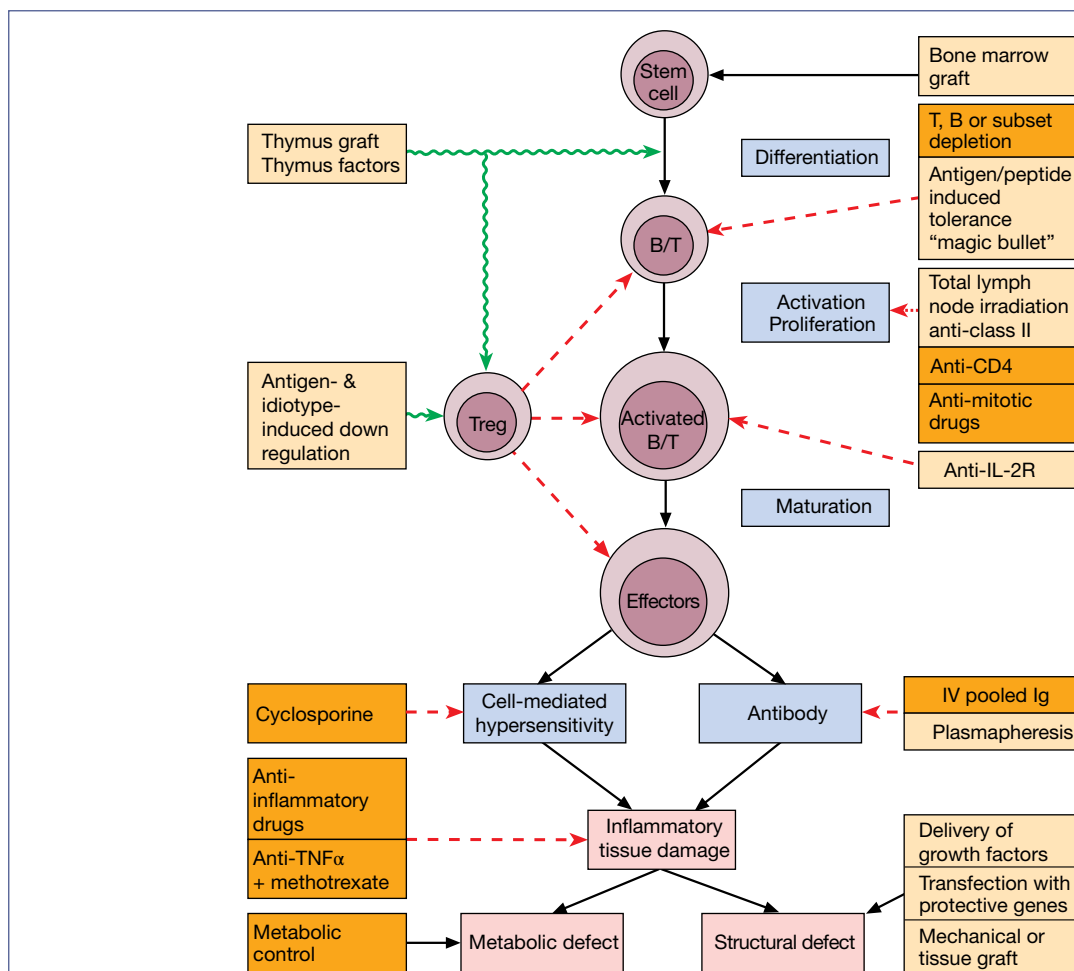 Stem
cell
Bone marrow
graft
Thymus graft
Thymus factors
Differentiation
T, B or subset
depletion
Antigen/peptide
induced
tolerance
“magic bullet”
B/T
Activation
Proliferation
Total lymph
node irradiation
anti-class II
Anti-CD4
Anti-mitotic
drugs
Antigen- &
idiotype-
induced down
regulation
Treg
Activated
B/T
Anti-IL-2R
Maturation
Effectors
Cyclosporine
Cell-mediated
hypersensitivity
Antibody
IV pooled Ig
Plasmapheresis
Anti-
inflammatory
drugs
Anti-TNFα
+ methotrexate
Inflammatory
tissue damage
Delivery of
growth factors
Transfection with
protective genes
Mechanical or
tissue graft
Metabolic
control
Metabolic defect
Structural defect